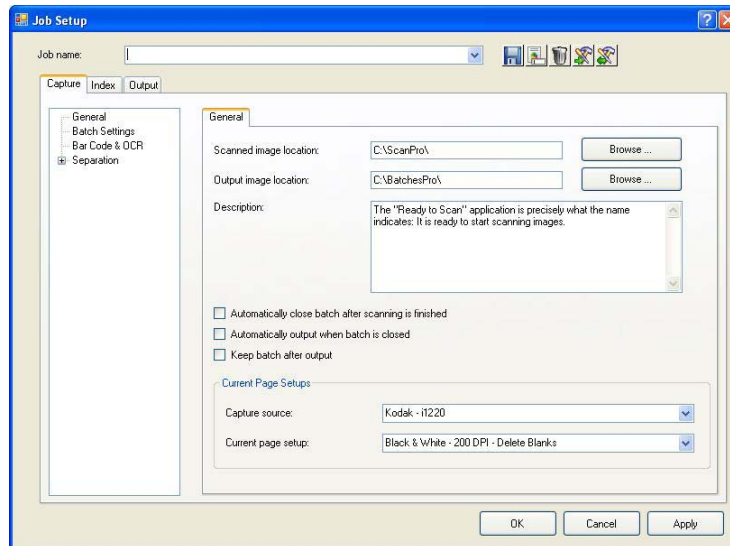 Job Setup
Job name:
Capture Index Output
General
Batch Settings
Bar Code & OCR
Separation
General
Scanned image location: C:\ScanPro\ Browse ...
Output image location: C:\BatchesPro\ Browse ...
Description: The "Ready to Scan" application is precisely what the name
indicates: It is ready to start scanning images.
Automatically close batch after scanning is finished
Automatically output when batch is closed
Keep batch after output
Current Page Setups
Capture source: Kodak - i1220
Current page setup: Black & White - 200 DPI - Delete Blanks
OK Cancel Apply